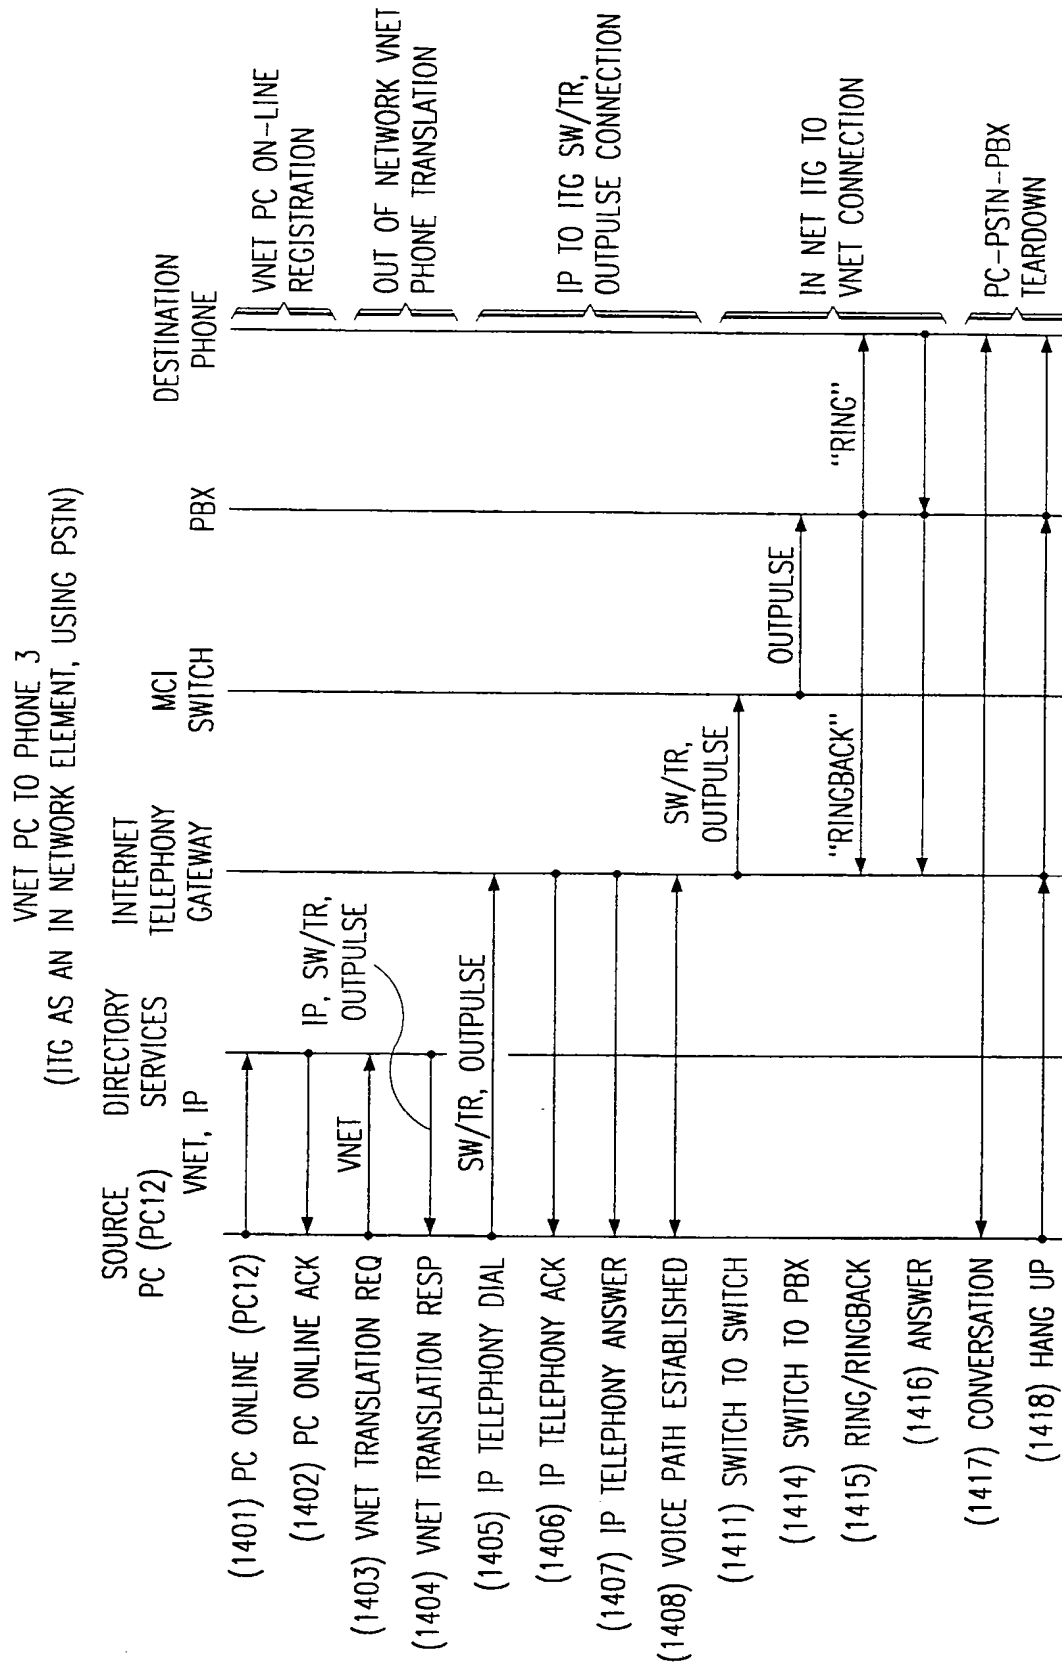 VNET PC TO PHONE 3
(ITG AS AN IN NETWORK ELEMENT, USING PSTN)
SOURCE
PC (PC12)
DIRECTORY
SERVICES
INTERNET
TELEPHONY
GATEWAY
MCI
SWITCH
PBX
DESTINATION
PHONE
VNET, IP
(1401) PC ONLINE (PC12)
(1402) PC ONLINE ACK
VNET PC ON-LINE
REGISTRATION
IP, SW/TR,
OUTPULSE
(1403) VNET TRANSLATION REQ
VNET
(1404) VNET TRANSLATION RESP
OUT OF NETWORK VNET
PHONE TRANSLATION
SW/TR, OUTPULSE
(1405) IP TELEPHONY DIAL
(1406) IP TELEPHONY ACK
(1407) IP TELEPHONY ANSWER
(1408) VOICE PATH ESTABLISHED
IP TO ITG SW/TR,
OUTPULSE CONNECTION
SW/TR,
OUTPULSE
(1411) SWITCH TO SWITCH
OUTPULSE
(1414) SWITCH TO PBX
"RINGBACK"
"RING"
(1415) RING/RINGBACK
(1416) ANSWER
IN NET ITG TO
VNET CONNECTION
(1417) CONVERSATION
(1418) HANG UP
PC-PSTN-PBX
TEARDOWN